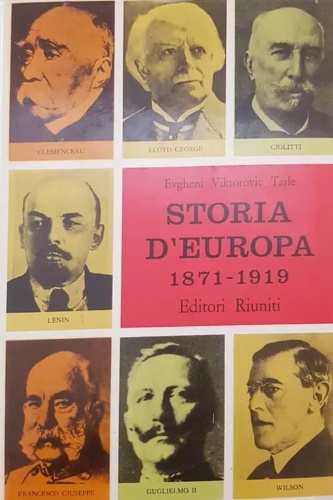 CLEMENCEAU
LLOYD GEORGE
GIOLITTI
Evgheni Viktorovic Tarle
STORIA
D'EUROPA
1871-1919
Editori Riuniti
LENIN
FRANCESCO GIUSEPPE
GUGLIELMO II
WILSON